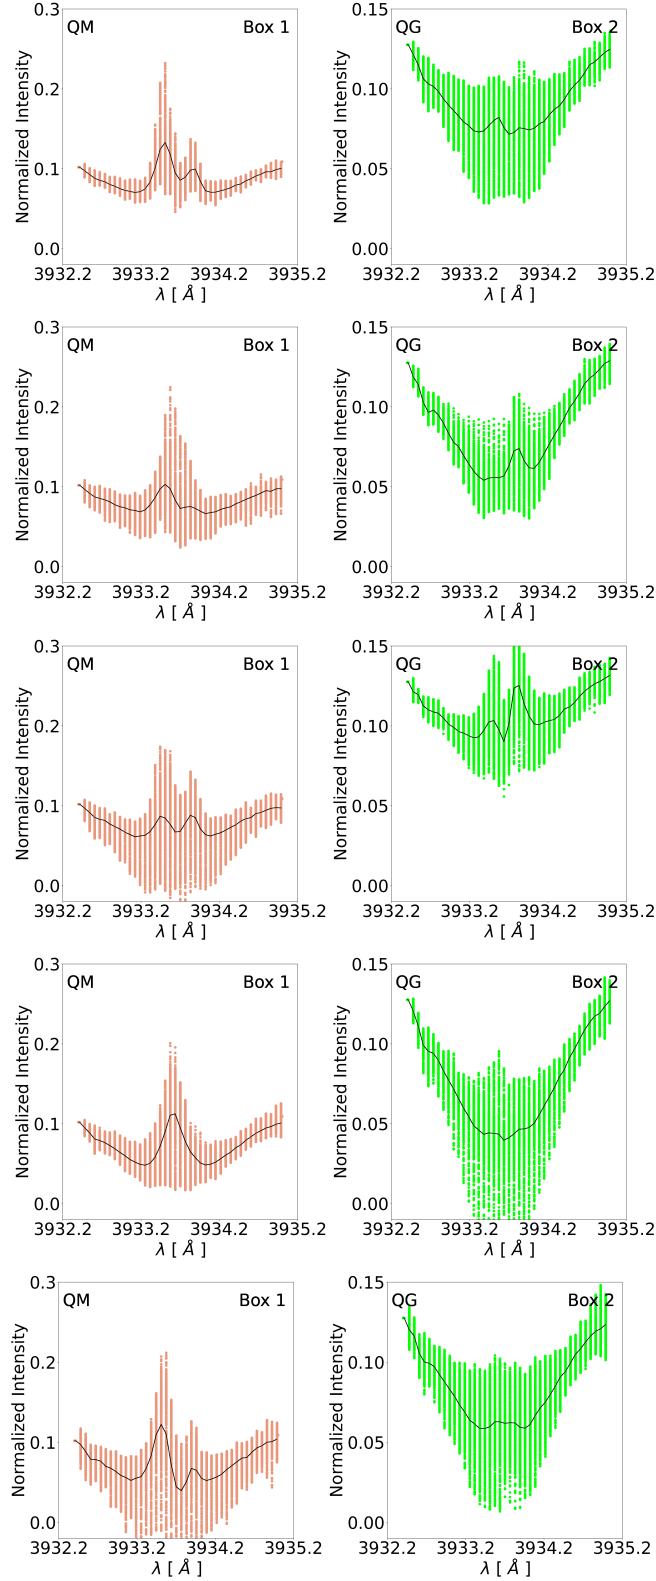 0.3
QM
Box 1
0.2
0.1
0.0
Normalized Intensity
3932.2
3933.2
3934.2
3935.2
λ [ Å ]
0.15
QG
Box 2
0.10
0.05
0.00
Normalized Intensity
3932.2
3933.2
3934.2
3935.2
λ [ Å ]
0.3
QM
Box 1
0.2
0.1
0.0
Normalized Intensity
3932.2
3933.2
3934.2
3935.2
λ [ Å ]
0.15
QG
Box 2
0.10
0.05
0.00
Normalized Intensity
3932.2
3933.2
3934.2
3935.2
λ [ Å ]
0.3
QM
Box 1
0.2
0.1
0.0
Normalized Intensity
3932.2
3933.2
3934.2
3935.2
λ [ Å ]
0.15
QG
Box 2
0.10
0.05
0.00
Normalized Intensity
3932.2
3933.2
3934.2
3935.2
λ [ Å ]
0.3
QM
Box 1
0.2
0.1
0.0
Normalized Intensity
3932.2
3933.2
3934.2
3935.2
λ [ Å ]
0.15
QG
Box 2
0.10
0.05
0.00
Normalized Intensity
3932.2
3933.2
3934.2
3935.2
λ [ Å ]
0.3
QM
Box 1
0.2
0.1
0.0
Normalized Intensity
3932.2
3933.2
3934.2
3935.2
λ [ Å ]
0.15
QG
Box 2
0.10
0.05
0.00
Normalized Intensity
3932.2
3933.2
3934.2
3935.2
λ [ Å ]